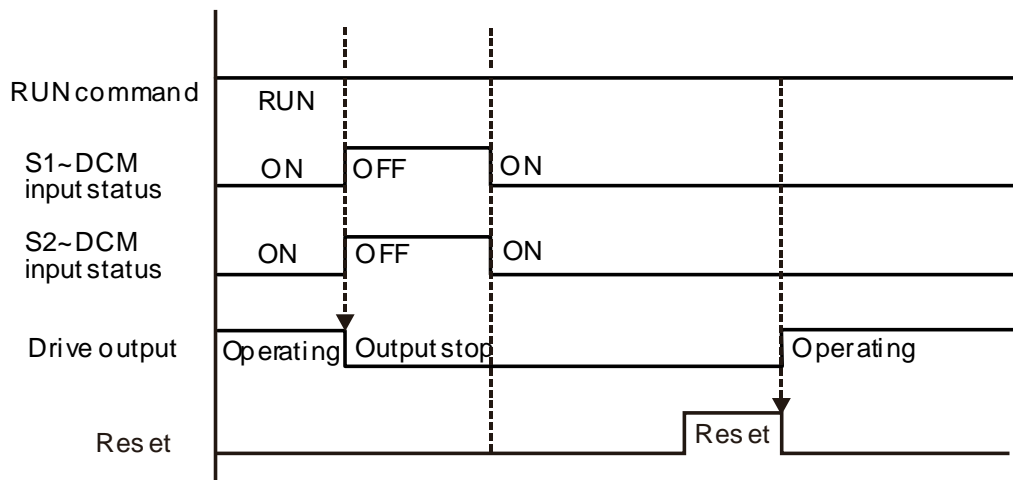 RUN command
RUN
S1~DCM
input status
ON
OFF
ON
S2~DCM
input status
ON
OFF
ON
Drive output
Operating
Output stop
Operating
Reset
Reset